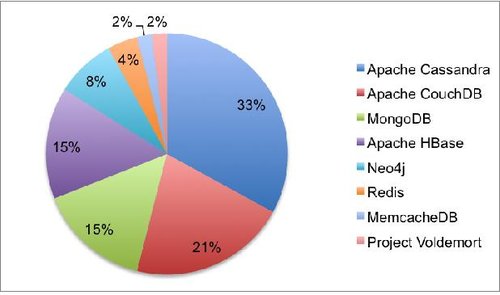 2% 2%
4%
8%
33%
15%
15%
21%
Apache Cassandra
Apache CouchDB
MongoDB
Apache HBase
Neo4j
Redis
MemcacheDB
Project Voldemort